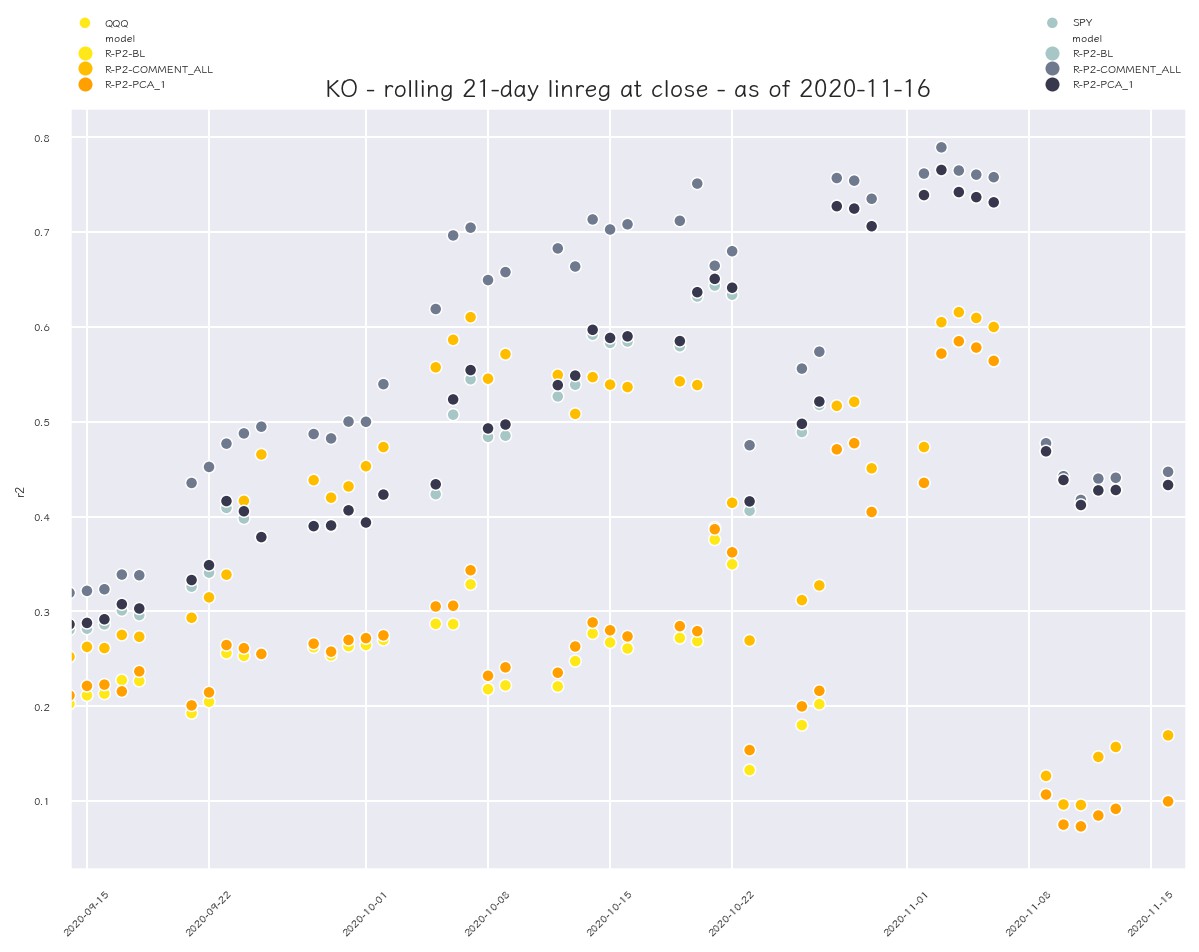 QQQ
model
R-P2-BL
R-P2-COMMENT_ALL
R-P2-PCA_1
SPY
model
R-P2-BL
R-P2-COMMENT_ALL
R-P2-PCA_1
KO - rolling 21-day linreg at close - as of 2020-11-16
r2
0.8
0.7
0.6
0.5
0.4
0.3
0.2
0.1
2020-09-15
2020-09-22
2020-10-01
2020-10-08
2020-10-15
2020-10-22
2020-11-01
2020-11-08
2020-11-15